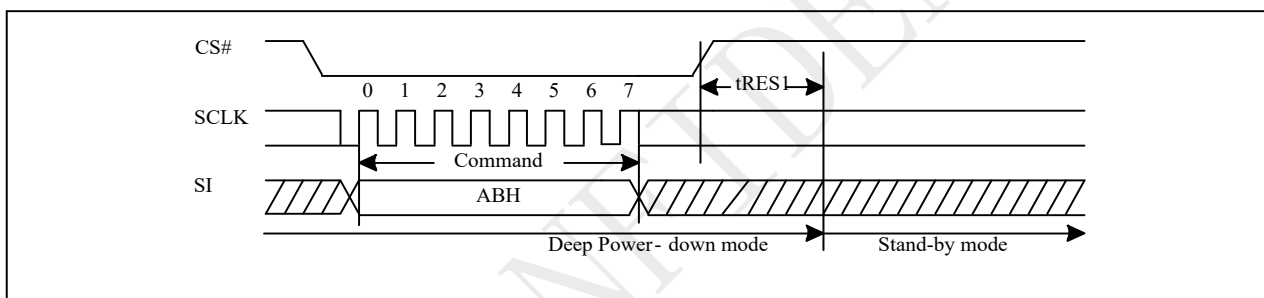 CS#
tRES1
0 1 2 3 4 5 6 7
SCLK
Command
SI
ABH
Deep Power- down mode
Stand-by mode